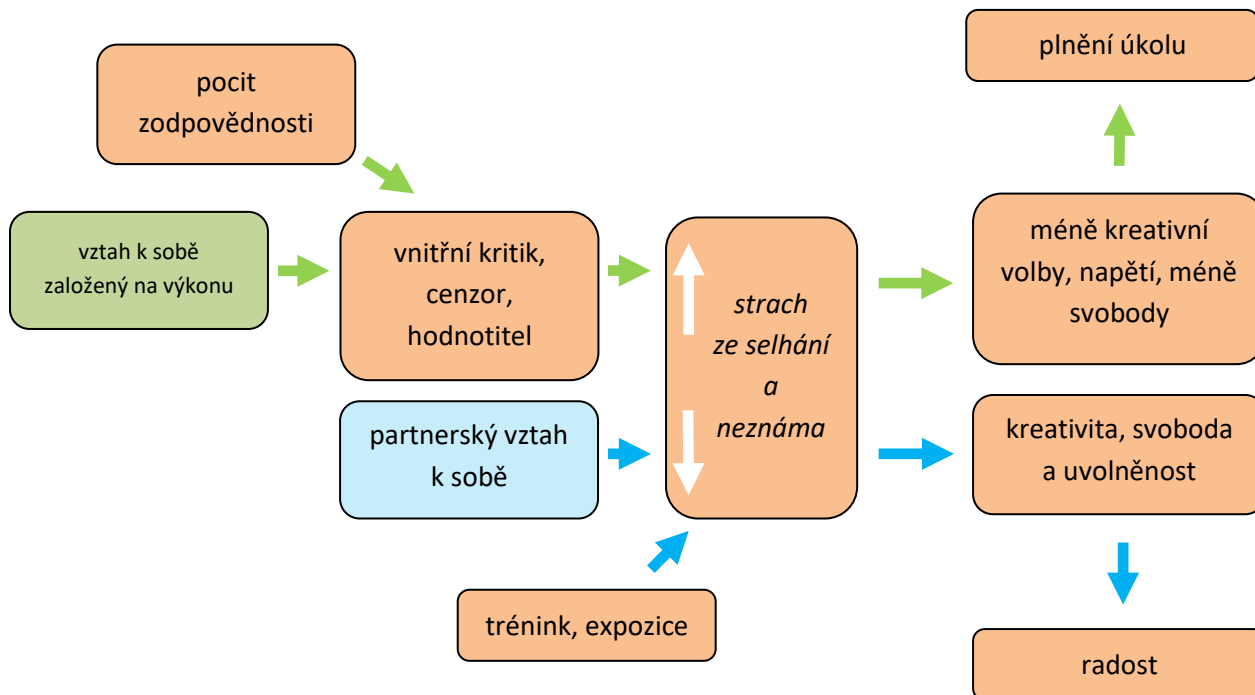 plnění úkolu
pocit
zodpovědnosti
vztah k sobě
založený na výkonu
vnitřní kritik,
cenzor,
hodnotitel
strach
ze selhání
a
neznáma
méně kreativní
volby, napětí, méně
svobody
partnerský vztah
k sobě
kreativita, svoboda
a uvolněnost
trénink, expozice
radost